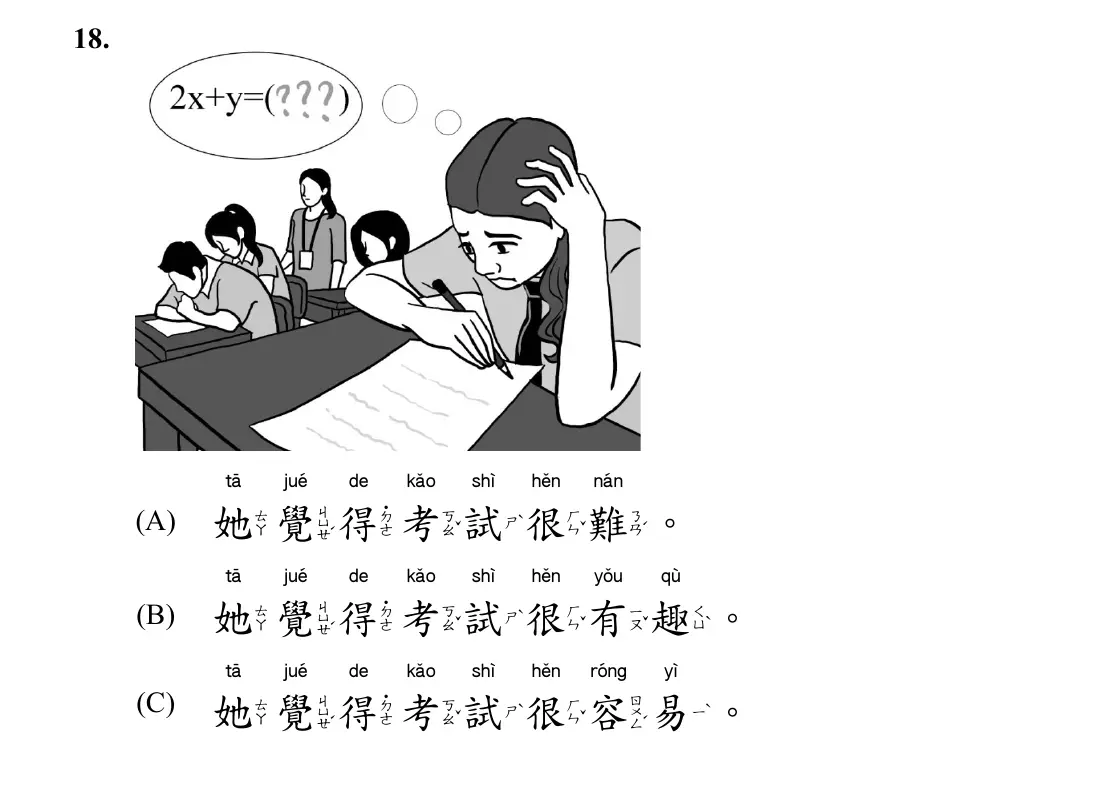 18.
2x+y=(???)
tā jué de kǎo shì hěn nán
(A) 她ㄊㄚ覺ㄐㄩㄝˊ得˙ㄉㄜ考ㄎㄠˇ試ㄕˋ很ㄏㄣˇ難ㄋㄢˊ。
tā jué de kǎo shì hěn yǒu qù
(B) 她ㄊㄚ覺ㄐㄩㄝˊ得˙ㄉㄜ考ㄎㄠˇ試ㄕˋ很ㄏㄣˇ有ㄧㄡˇ趣ㄑㄩˋ。
tā jué de kǎo shì hěn róng yì
(C) 她ㄊㄚ覺ㄐㄩㄝˊ得˙ㄉㄜ考ㄎㄠˇ試ㄕˋ很ㄏㄣˇ容ㄖㄨㄥˊ易ㄧˋ。